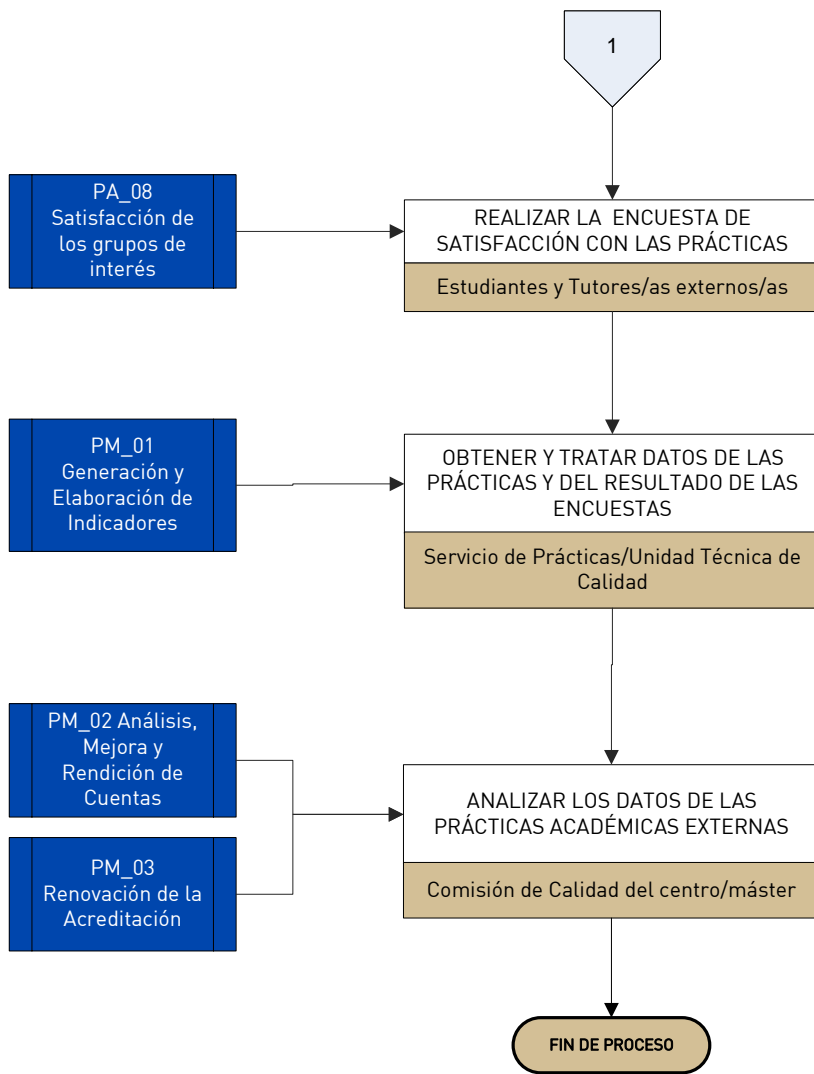 1
PA_08
Satisfacción de
los grupos de
interés
REALIZAR LA ENCUESTA DE
SATISFACCIÓN CON LAS PRÁCTICAS
Estudiantes y Tutores/as externos/as
PM_01
Generación y
Elaboración de
Indicadores
OBTENER Y TRATAR DATOS DE LAS
PRÁCTICAS Y DEL RESULTADO DE LAS
ENCUESTAS
Servicio de Prácticas/Unidad Técnica de
Calidad
PM_02 Análisis,
Mejora y
Rendición de
Cuentas
PM_03
Renovación de la
Acreditación
ANALIZAR LOS DATOS DE LAS
PRÁCTICAS ACADÉMICAS EXTERNAS
Comisión de Calidad del centro/máster
FIN DE PROCESO